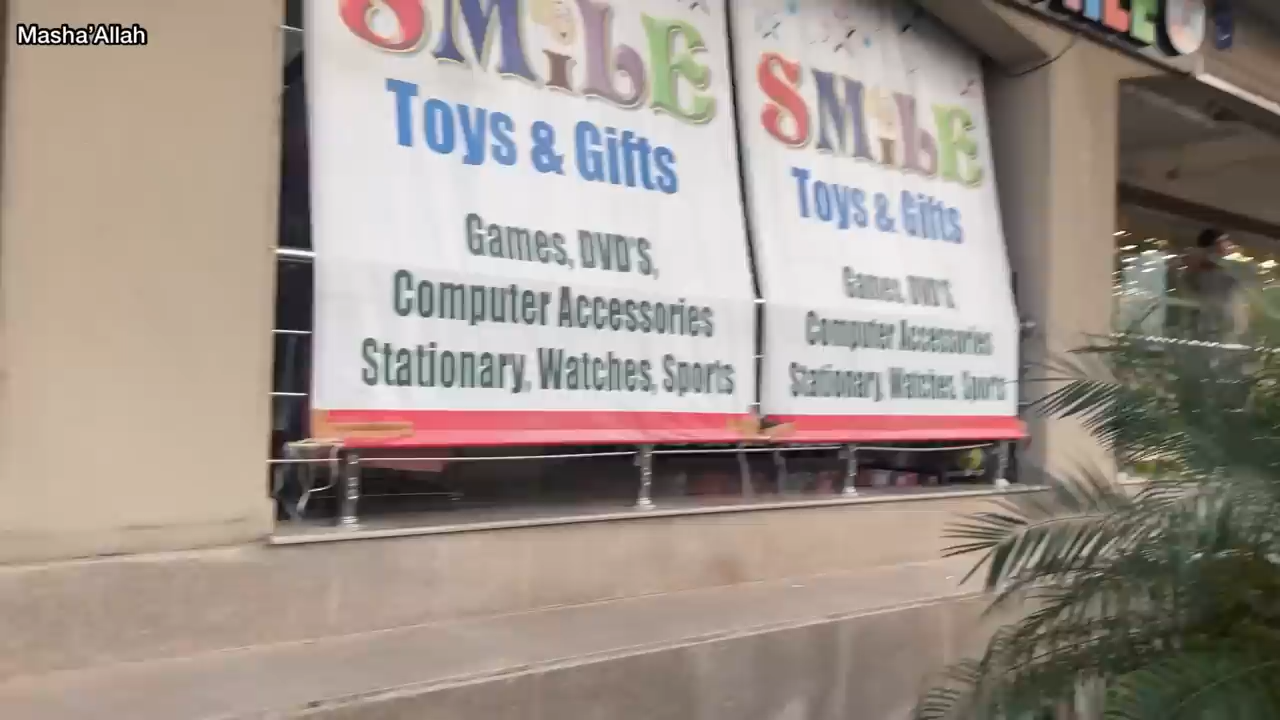 Masha'Allah
SMiLE
Toys & Gifts
Games, DVD'S,
Computer Accessories
Stationary, Watches, Sports
SMiLE
Toys & Gifts
Games, DVD'S,
Computer Accessories
Stationary, Watches, Sports